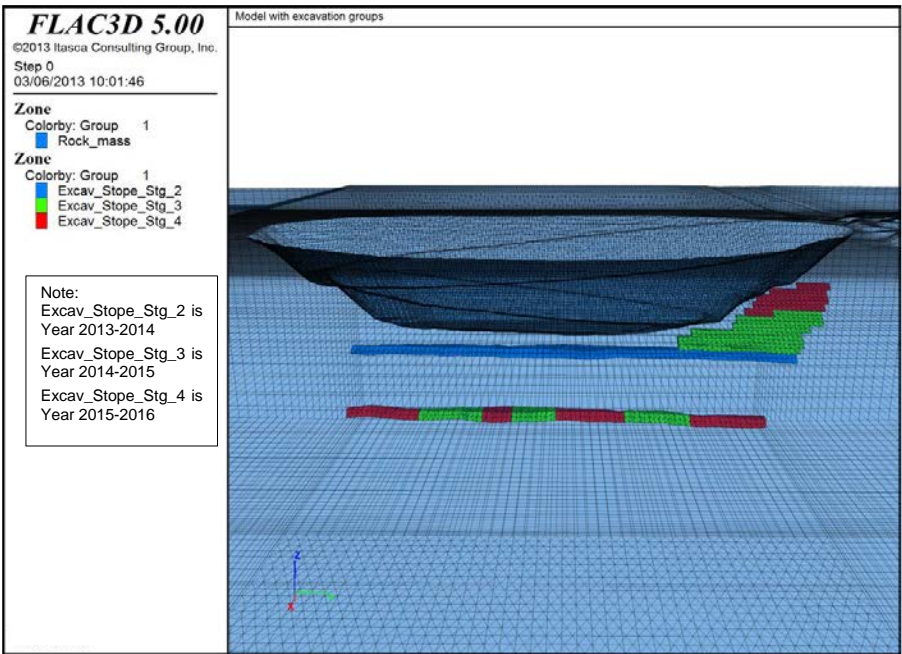 FLAC3D 5.00
©2013 Itasca Consulting Group, Inc.
Step 0
03/06/2013 10:01:46
Zone
Colorby: Group 1
Rock_mass
Zone
Colorby: Group 1
Excav_Stope_Stg_2
Excav_Stope_Stg_3
Excav_Stope_Stg_4
Note:
Excav_Stope_Stg_2 is
Year 2013-2014
Excav_Stope_Stg_3 is
Year 2014-2015
Excav_Stope_Stg_4 is
Year 2015-2016
Model with excavation groups
Z
X